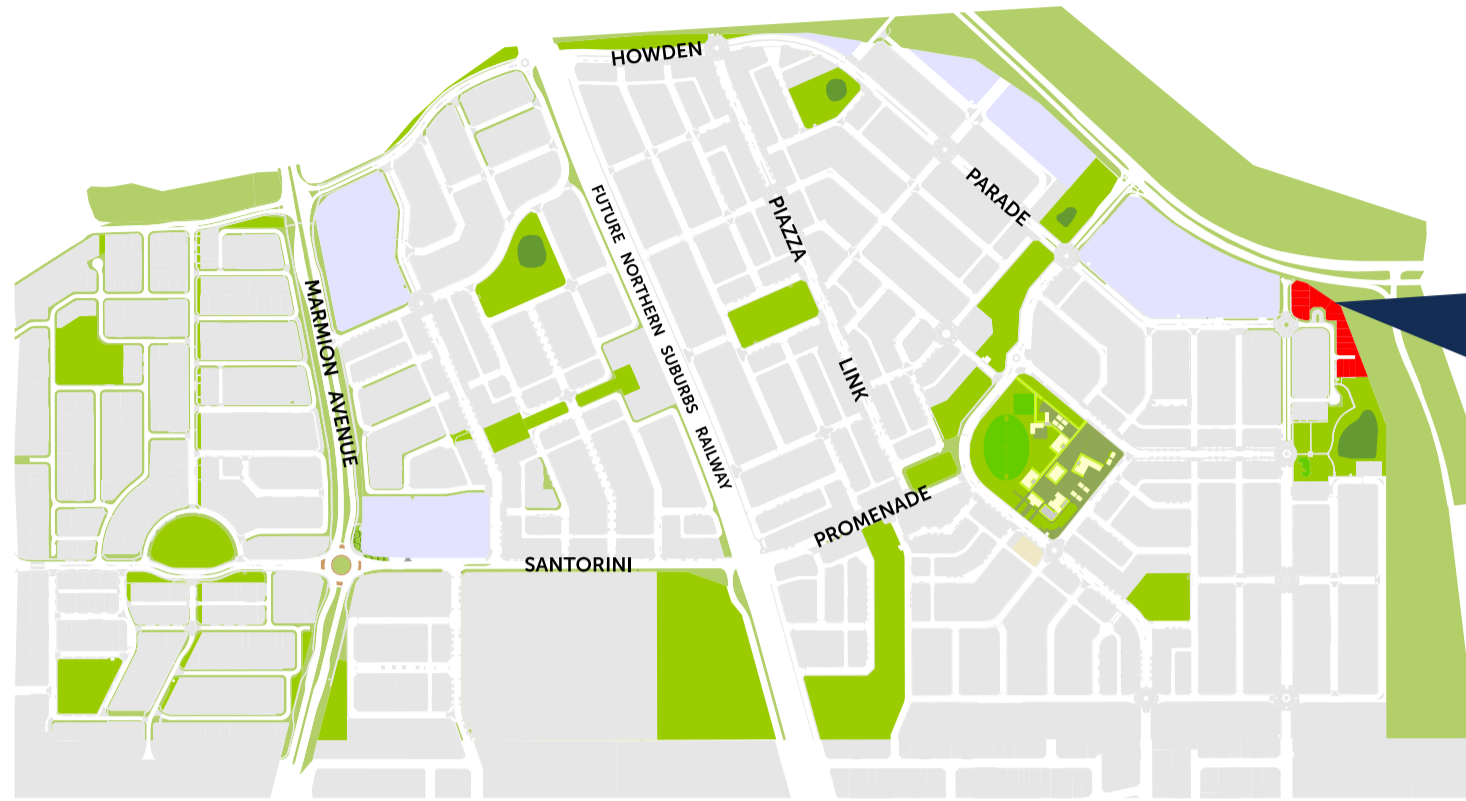 HOWDEN
PARADE
PIAZZA
LINK
FUTURE NORTHERN SUBURBS RAILWAY
MARMION AVENUE
PROMENADE
SANTORINI